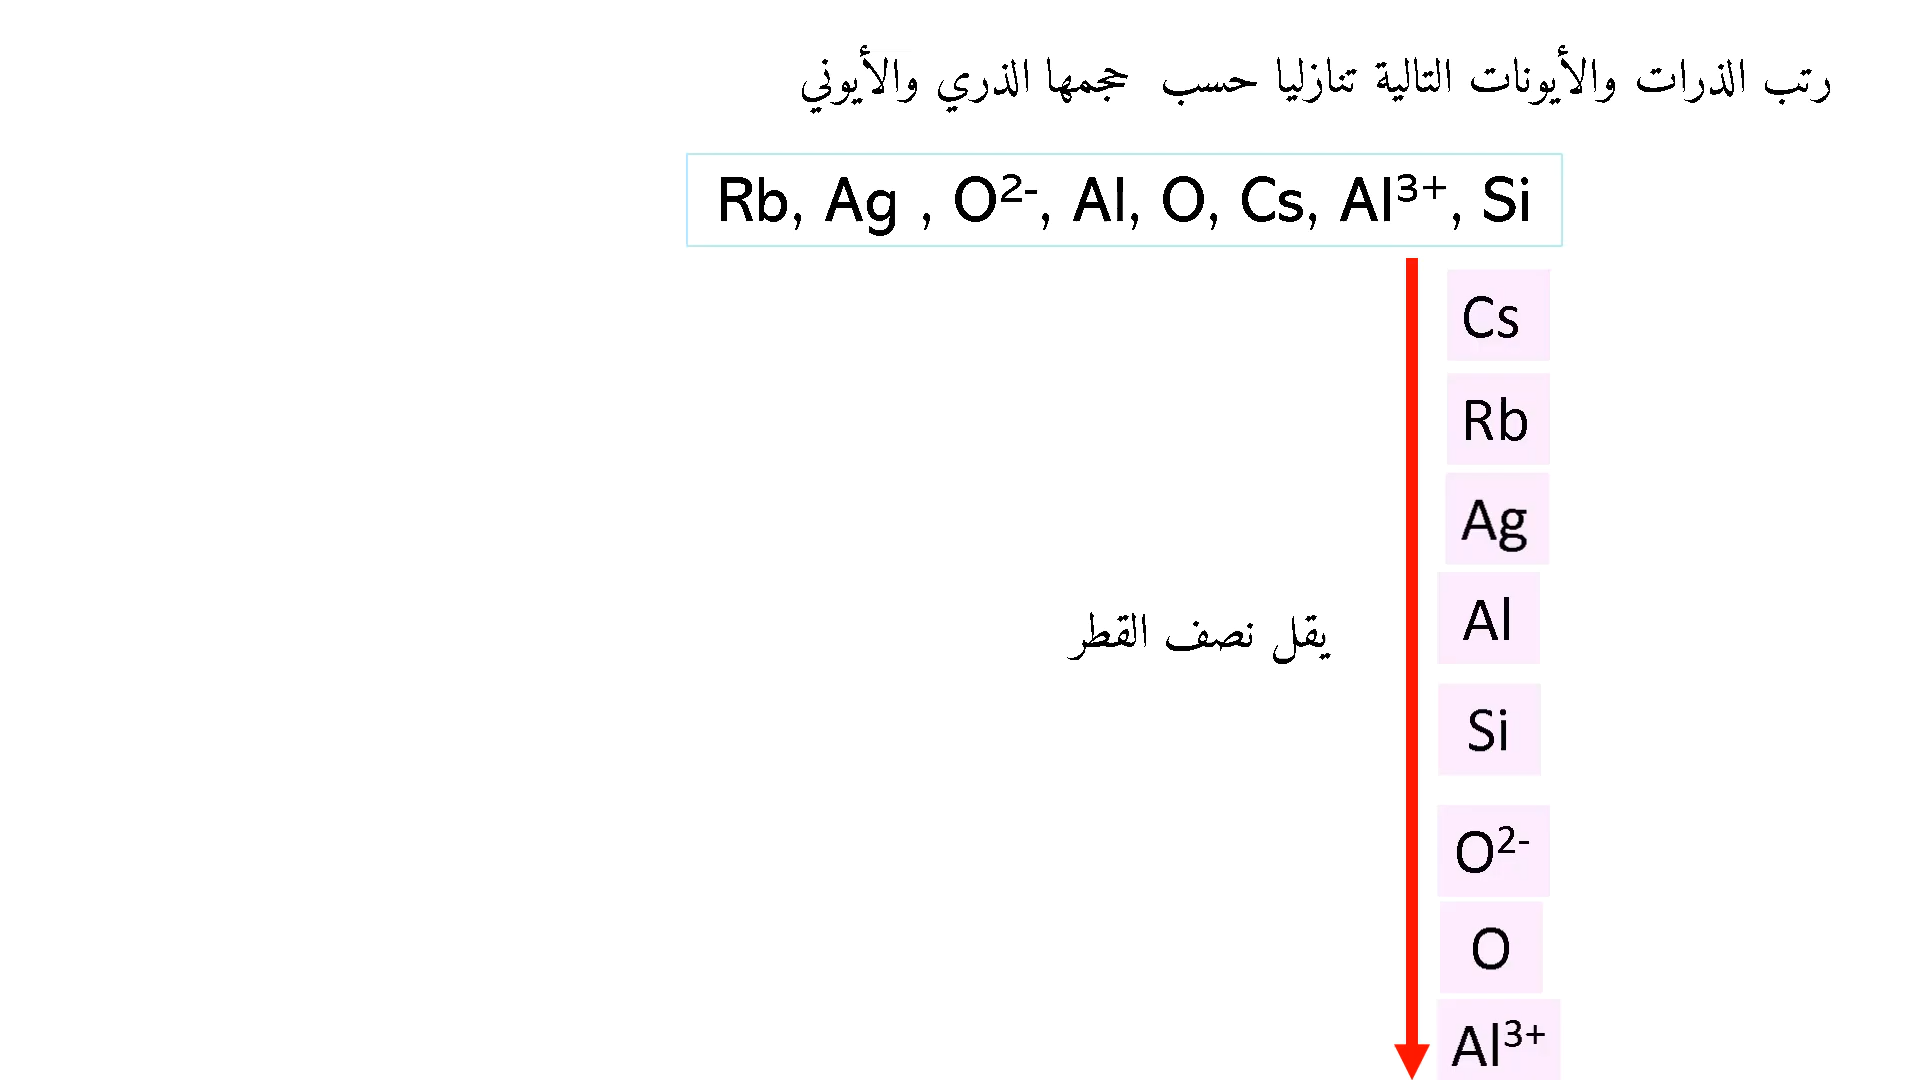 رتب الذرات والأيونات التالية تنازليا حسب حجمها الذري والأيوني
Rb, Ag , O²⁻, Al, O, Cs, Al³⁺, Si
Cs
Rb
Ag
Al
يقل نصف القطر
Si
O²⁻
O
Al³⁺